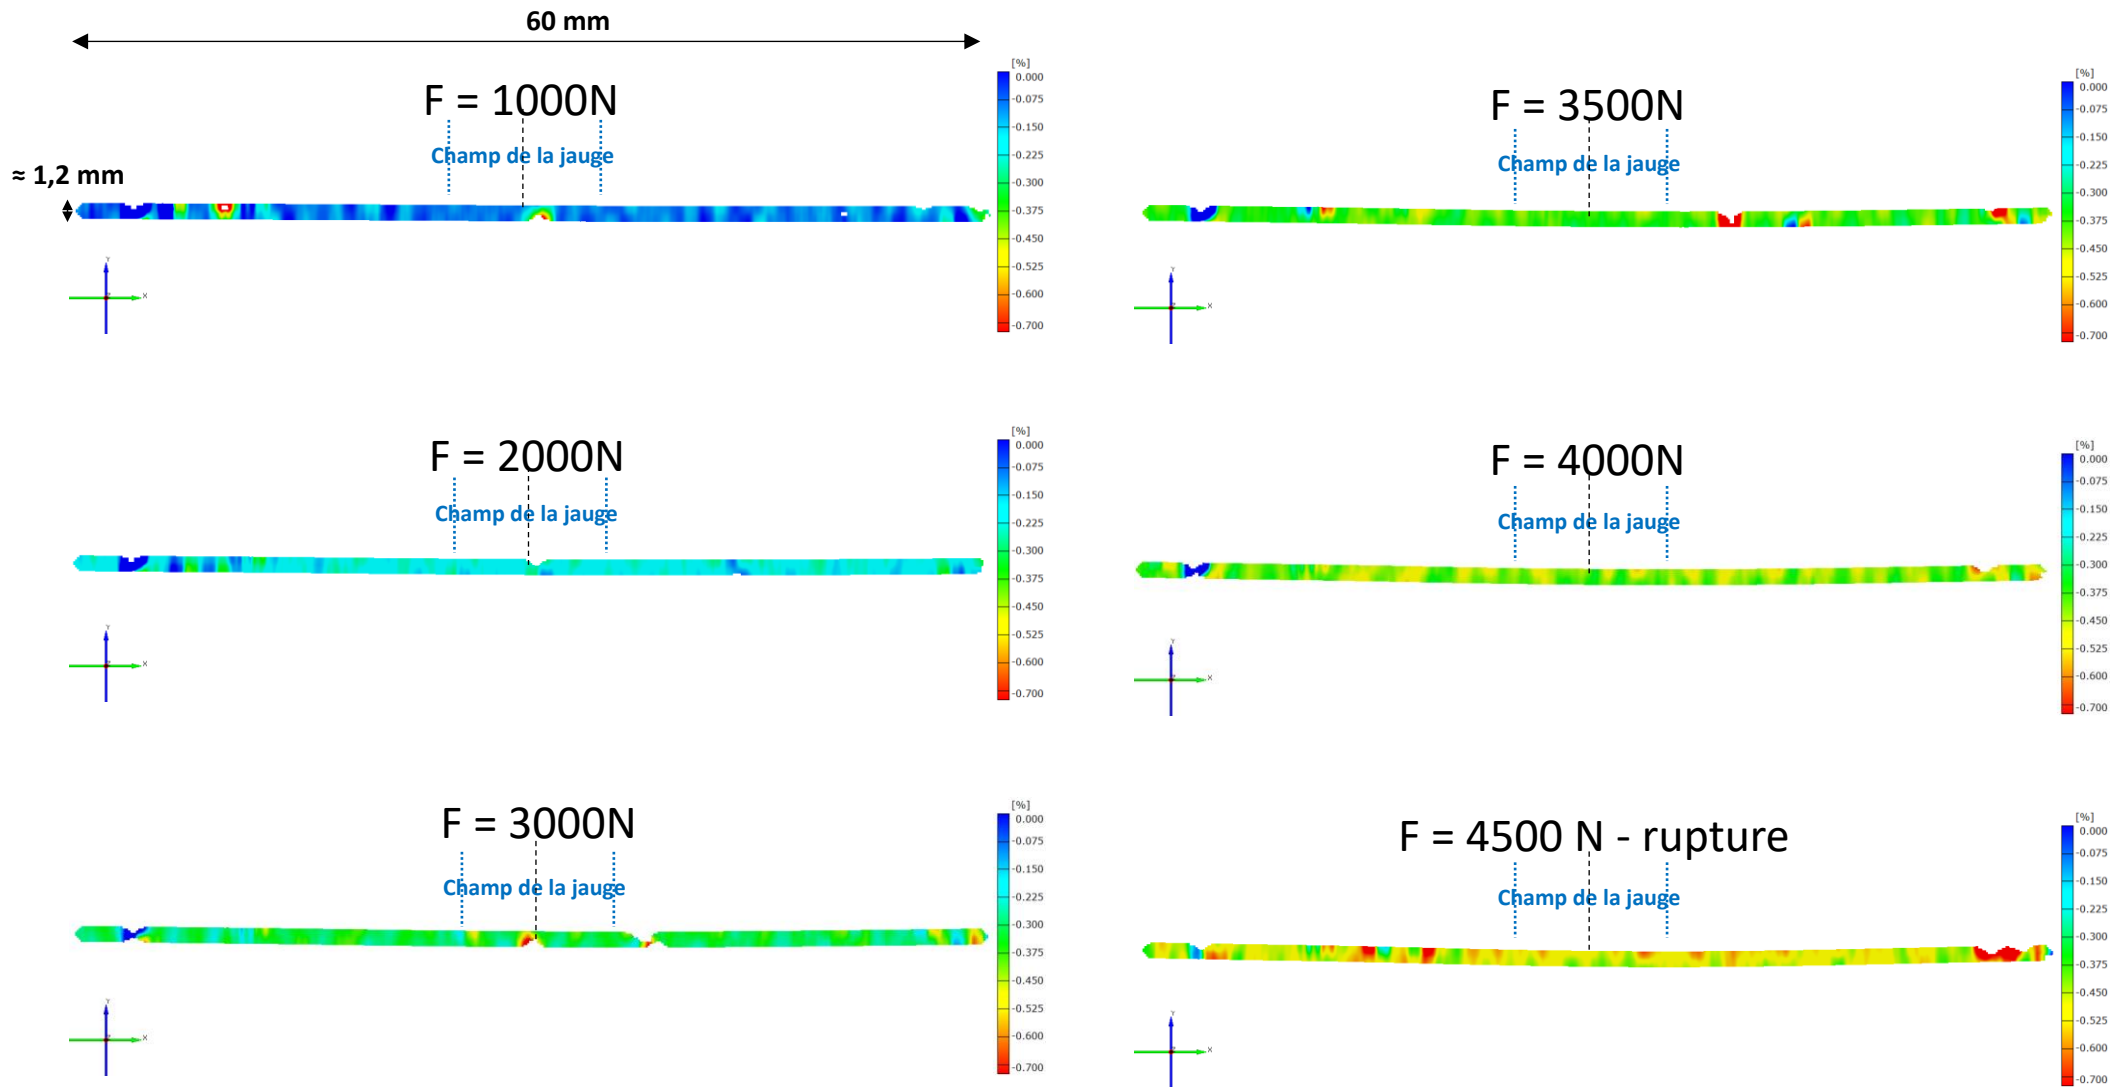 60 mm
[%]
F = 1000N
0.000
-0.075
-0.150
Champ de la jauge
-0.225
≈ 1,2 mm
-0.300
-0.375
-0.450
-0.525
-0.600
-0.700
Y
X
[%]
F = 3500N
0.000
-0.075
-0.150
Champ de la jauge
-0.225
-0.300
-0.375
-0.450
-0.525
-0.600
-0.700
Y
X
[%]
F = 2000N
0.000
-0.075
-0.150
Champ de la jauge
-0.225
-0.300
-0.375
-0.450
-0.525
-0.600
-0.700
Y
X
[%]
F = 4000N
0.000
-0.075
-0.150
Champ de la jauge
-0.225
-0.300
-0.375
-0.450
-0.525
-0.600
-0.700
Y
X
[%]
F = 3000N
0.000
-0.075
-0.150
Champ de la jauge
-0.225
-0.300
-0.375
-0.450
-0.525
-0.600
-0.700
Y
X
[%]
F = 4500 N - rupture
0.000
-0.075
-0.150
Champ de la jauge
-0.225
-0.300
-0.375
-0.450
-0.525
-0.600
-0.700
Y
X